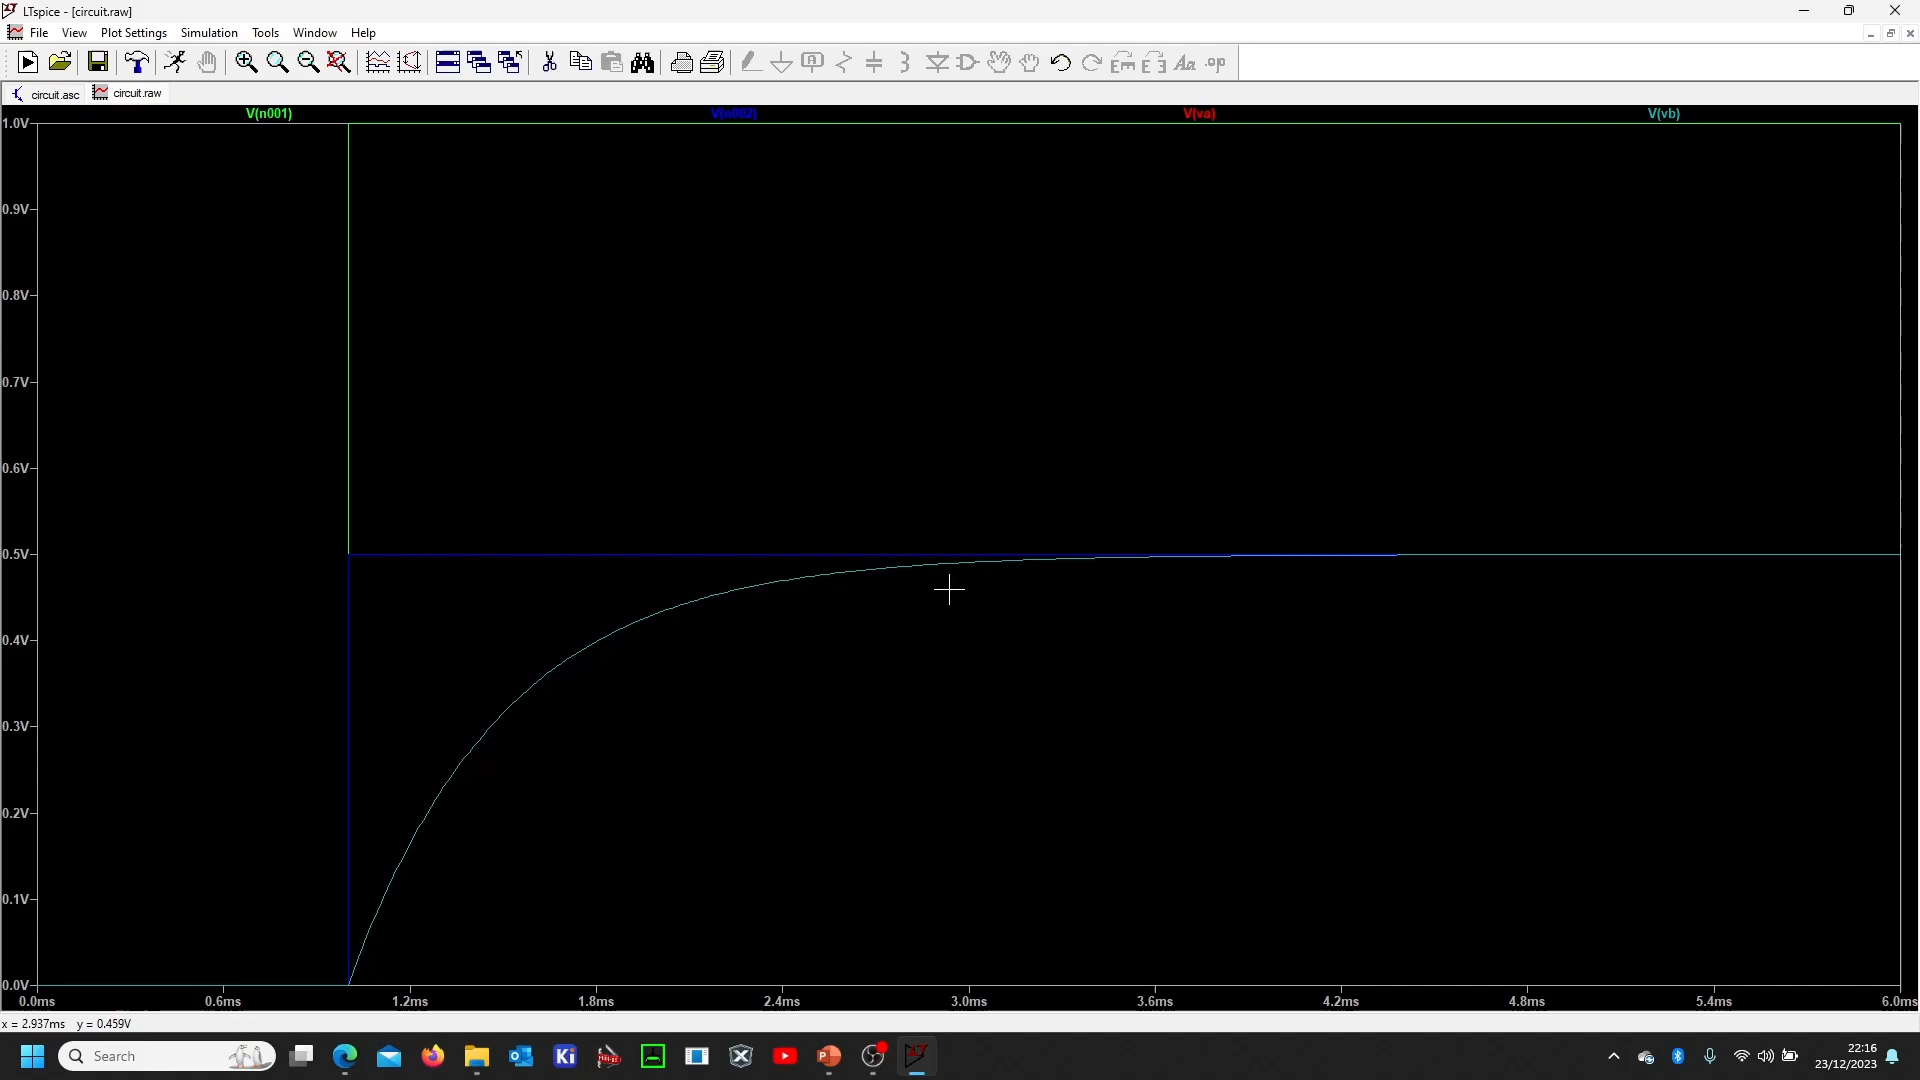 LTspice - [circuit.raw]
File View Plot Settings Simulation Tools Window Help
circuit.asc circuit.raw
V(n001) V(n002) V(va) V(vb)
1.0V
0.9V
0.8V
0.7V
0.6V
0.5V
0.4V
0.3V
0.2V
0.1V
0.0V
0.0ms 0.6ms 1.2ms 1.8ms 2.4ms 3.0ms 3.6ms 4.2ms 4.8ms 5.4ms 6.0ms
x = 2.937ms y = 0.459V
Search
Ki
22:16
23/12/2023